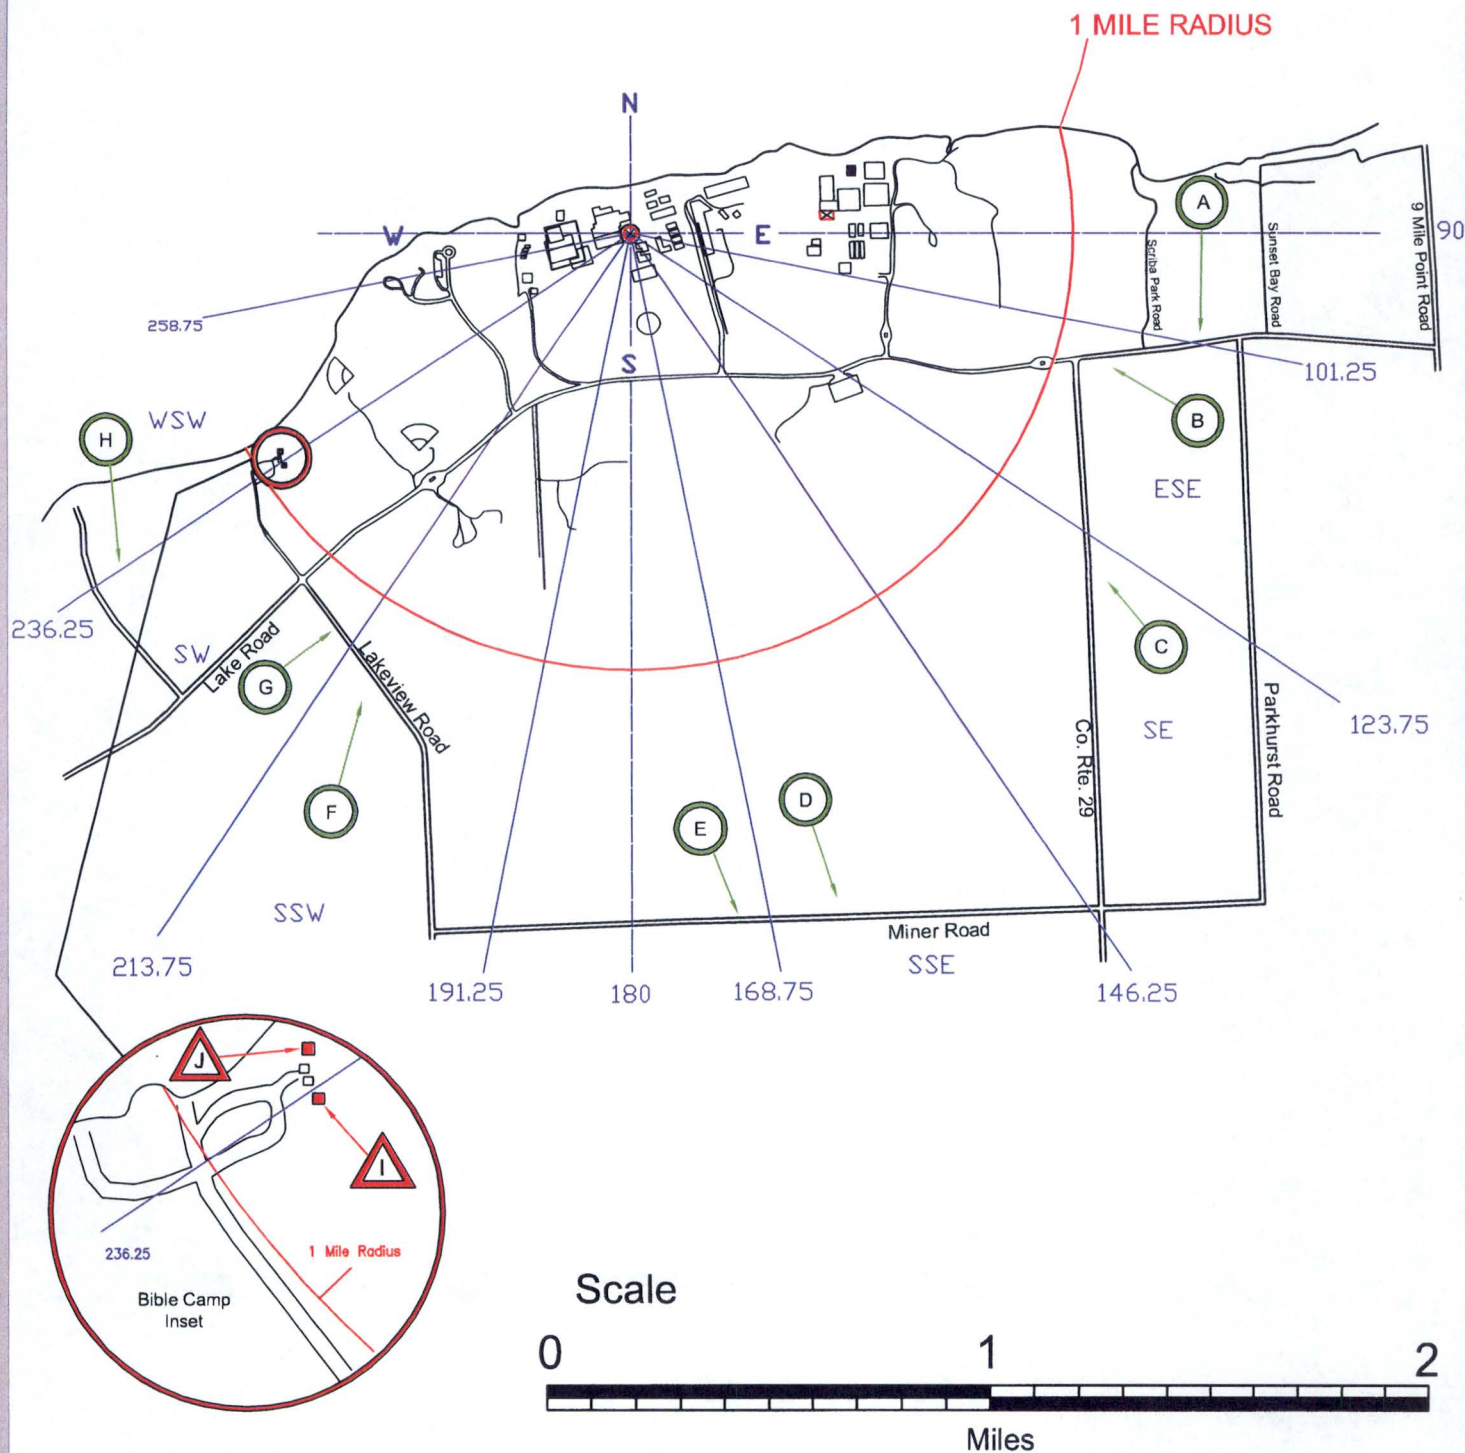 1 MILE RADIUS
N
W
E
S
90
A
Scriba Park Road
Sunset Bay Road
9 Mile Point Road
258.75
101.25
WSW
H
B
ESE
236.25
SW
Lake Road
G
Lakeview Road
C
SE
Co. Rte. 29
Parkhurst Road
123.75
F
E
D
SSW
Miner Road
SSE
213.75
191.25
180
168.75
146.25
J
I
236.25
1 Mile Radius
Bible Camp
Inset
Scale
0
1
2
Miles